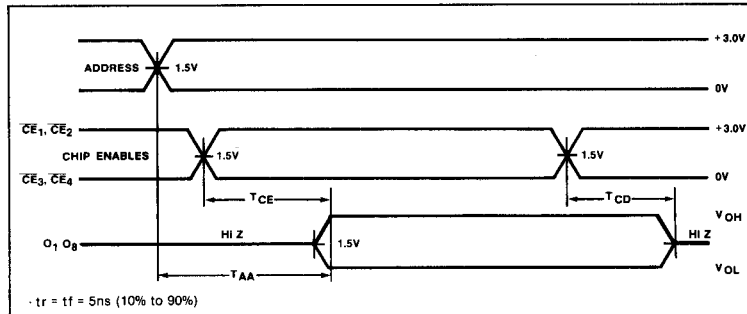 +3.0V
ADDRESS
1.5V
0V
CE1, CE2
+3.0V
CHIP ENABLES
1.5V
1.5V
CE3, CE4
0V
TCE
TCD
VOH
O1 O8
HI Z
1.5V
HI Z
TAA
VOL
· tr = tf = 5ns (10% to 90%)